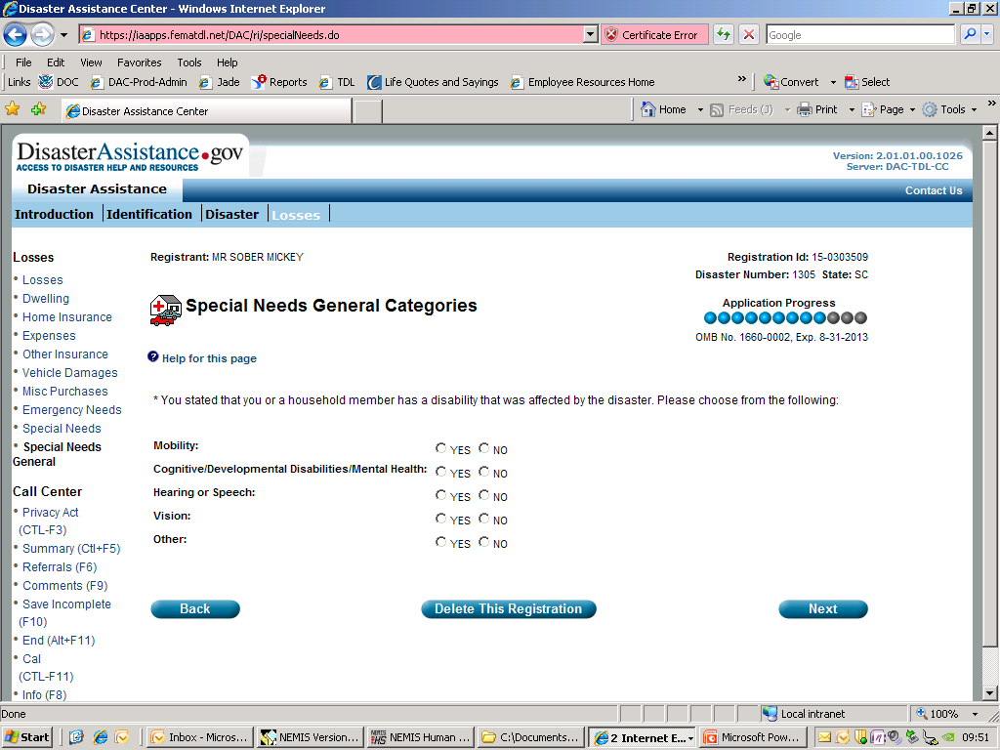 Disaster Assistance Center - Windows Internet Explorer
https://iaapps.fematdl.net/DAC/ri/specialNeeds.do
Certificate Error
Google
File Edit View Favorites Tools Help
Links DOC DAC-Prod-Admin Jade Reports TDL Life Quotes and Sayings Employee Resources Home » Convert Select
Disaster Assistance Center
Home Feeds (J) Print Page Tools »
DisasterAssistance.gov
ACCESS TO DISASTER HELP AND RESOURCES
Version: 2.01.01.00.1026
Server: DAC-TDL-CC
Disaster Assistance
Contact Us
Introduction Identification Disaster Losses
Losses
Losses
Dwelling
Home Insurance
Expenses
Other Insurance
Vehicle Damages
Misc Purchases
Emergency Needs
Special Needs
Special Needs
General
Call Center
Privacy Act
(CTL-F3)
Summary (Ctl+F5)
Referrals (F6)
Comments (F9)
Save Incomplete
(F10)
End (Alt+F11)
Cal
(CTL-F11)
Info (F8)
Registrant: MR SOBER MICKEY
Registration Id: 15-0303509
Disaster Number: 1305 State: SC
Special Needs General Categories
Application Progress
OMB No. 1660-0002, Exp. 8-31-2013
? Help for this page
* You stated that you or a household member has a disability that was affected by the disaster. Please choose from the following:
Mobility: YES NO
Cognitive/Developmental Disabilities/Mental Health: YES NO
Hearing or Speech: YES NO
Vision: YES NO
Other: YES NO
Back Delete This Registration Next
Done Local intranet 100%
Start Inbox - Micros... NEMIS Version... NEMIS Human ... C:\Documents... 2 Internet E... Microsoft Pow... 09:51